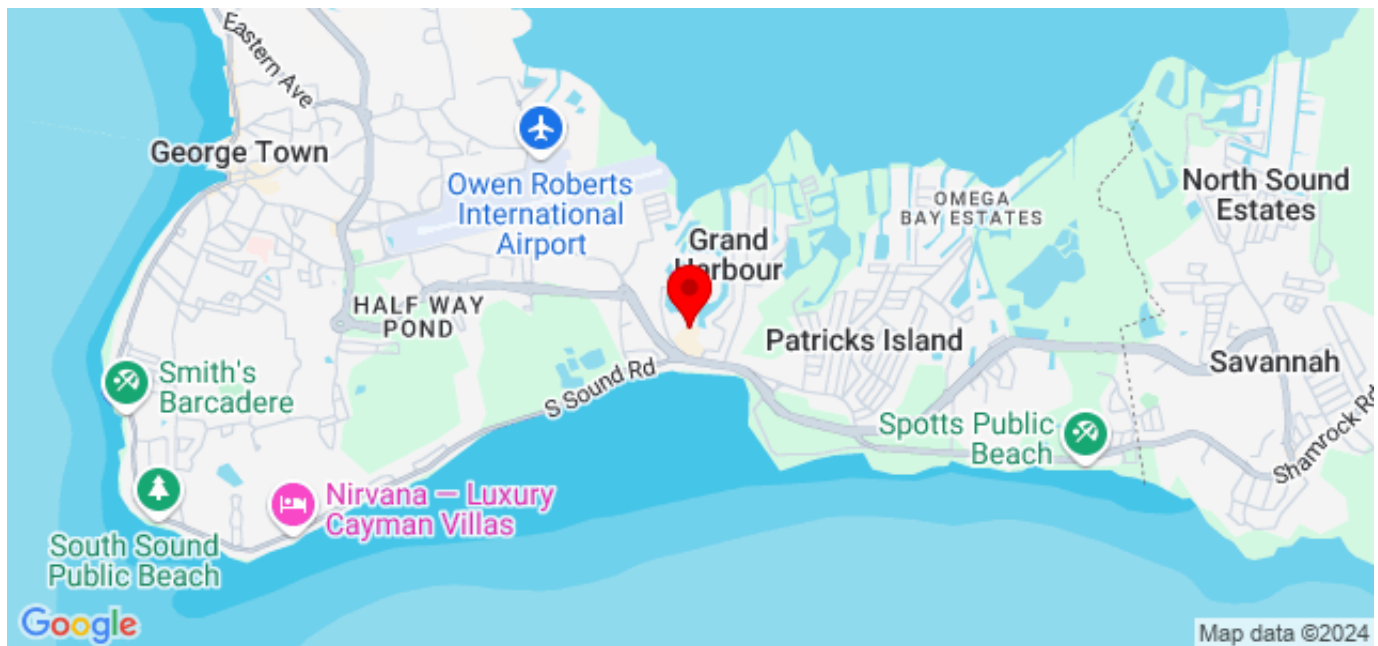 Eastern Ave
George Town
Owen Roberts
International
Airport
Grand
Harbour
OMEGA
BAY ESTATES
North Sound
Estates
HALF WAY
POND
Patricks Island
Savannah
Smith's
Barcadere
S Sound Rd
Spotts Public
Beach
Shamrock Rd
Nirvana — Luxury
Cayman Villas
South Sound
Public Beach
Google
Map data ©2024